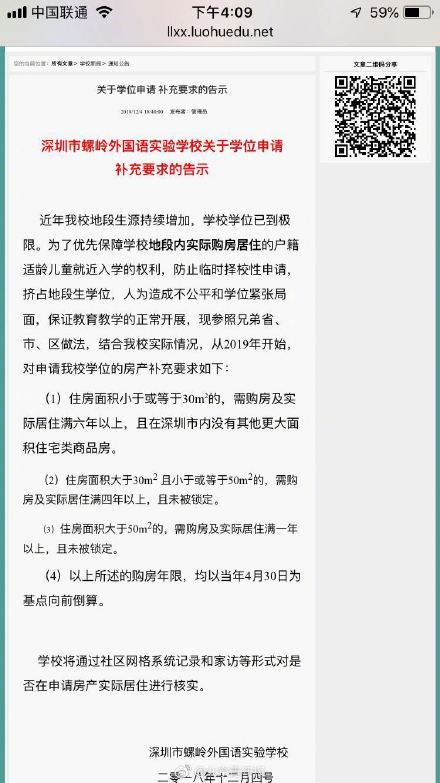 中国联通
下午4:09
59%
llxx.luohuedu.net
您的当前位置: 所有文章> 学校新闻> 通知公告
文章二维码分享
关于学位申请 补充要求的告示
深圳市螺岭外国语实验学校关于学位申请
补充要求的告示
近年我校地段生源持续增加，学校学位已到极
限。为了优先保障学校地段内实际购房居住的户籍
适龄儿童就近入学的权利，防止临时择校性申请，
挤占地段生学位，人为造成不公平和学位紧张局
面，保证教育教学的正常开展，现参照兄弟省、
市、区做法，结合我校实际情况，从2019年开始，
对申请我校学位的房产补充要求如下：
（1）住房面积小于或等于30m²的，需购房及实
际居住满六年以上，且在深圳市内没有其他更大面
积住宅类商品房。
（2）住房面积大于30m² 且小于或等于50m²的，需购
房及实际居住满四年以上，且未被锁定。
（3）住房面积大于50m²的，需购房及实际居住满一年
以上，且未被锁定。
（4）以上所述的购房年限，均以当年4月30日为
基点向前倒算。
学校将通过社区网格系统记录和家访等形式对是
否在申请房产实际居住进行核实。
深圳市螺岭外国语实验学校
二零一八年十二月四号